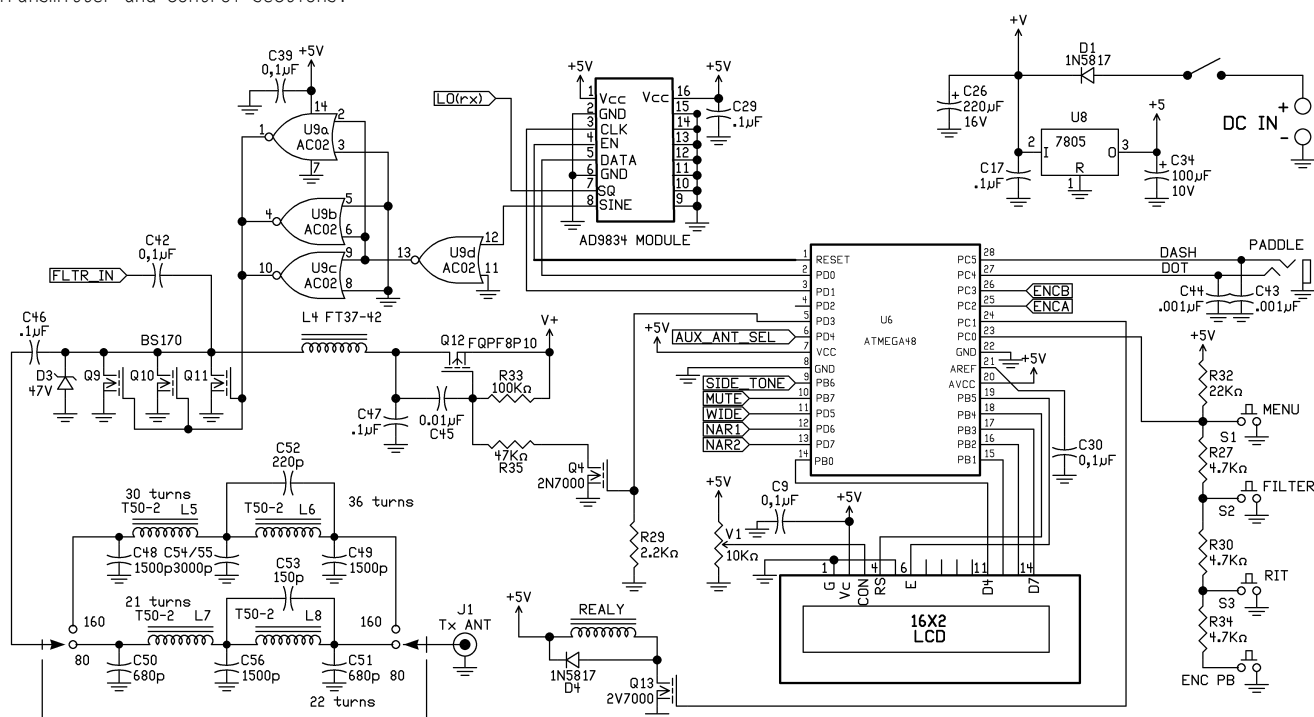 C39
0,1µF
+5V
14
1
U9a
AC02
2
3
7
4
U9b
AC02
5
6
10
U9c
AC02
9
8
13
U9d
AC02
12
11
C42
0,1µF
FLTR_IN
L4 FT37-42
C46
.1µF
BS170
D3
47V
Q9
Q10
Q11
Q12
FQPF8P10
V+
R33
100KΩ
C47
.1µF
0.01µF
C45
47KΩ
R35
Q4
2N7000
R29
2.2KΩ
LO(rx)
+5V
+5V
1 Vcc
2 GND
3 CLK
4 EN
5 DATA
6 GND
7 SQ
8 SINE
Vcc 16
15
14
13
12
11
10
9
C29
.1µF
AD9834 MODULE
+V
D1
1N5817
C26
220µF
16V
U8
+5
2 I 7805 O 3
R
1
C17
.1µF
C34
100µF
10V
DC IN
+
-
U6
ATMEGA48
1 RESET
2 PD0
3 PD1
4 PD2
5 PD3
6 PD4
7 VCC
8 GND
9 PB6
10 PB7
11 PD5
12 PD6
13 PD7
14 PB0
PC5 28
PC4 27
PC3 26
PC2 25
PC1 24
PC0 23
GND 22
AREF 21
AVCC 20
PB5 19
PB4 18
PB3 17
PB2 16
PB1 15
+5V
AUX_ANT_SEL
SIDE_TONE
MUTE
WIDE
NAR1
NAR2
DASH
DOT
PADDLE
ENCB
ENCA
C44
.001µF
C43
.001µF
+5V
C30
0,1µF
+5V
R32
22KΩ
MENU
S1
R27
4.7KΩ
FILTER
S2
R30
4.7KΩ
RIT
S3
R34
4.7KΩ
ENC PB
C52
220p
30 turns
T50-2 L5
T50-2 L6
36 turns
C48
1500p
C54/55
3000p
C49
1500p
C53
150p
21 turns
T50-2 L7
T50-2 L8
160
80
C50
680p
C56
1500p
C51
680p
160
80
22 turns
J1
Tx ANT
+5V
REALY
1N5817
D4
Q13
2V7000
+5V
V1
10KΩ
C9
0,1µF
+5V
1 4 6 11 14
G Vc CON RS E D4 D7
16X2
LCD